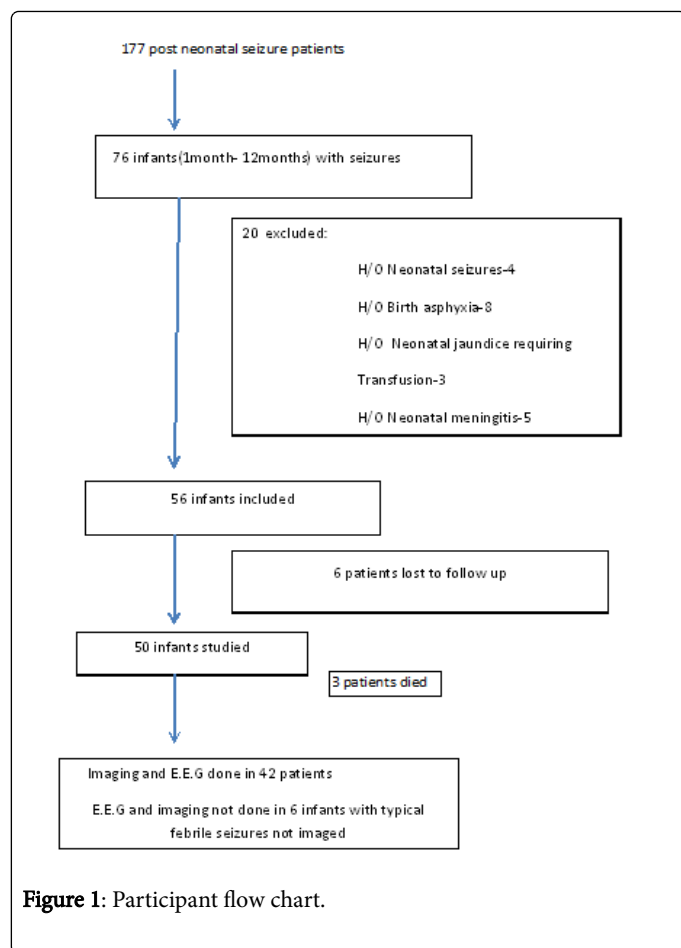 177 post neonatal seizure patients
76 infants(1month- 12months) with seizures
20 excluded:
H/O Neonatal seizures-4
H/O Birth asphyxia-8
H/O Neonatal jaundice requiring
Transfusion-3
H/O Neonatal meningitis-5
56 infants included
6 patients lost to follow up
50 infants studied
3 patients died
Imaging and E.E.G done in 42 patients
E.E.G and imaging not done in 6 infants with typical
febrile seizures not imaged
Figure 1: Participant flow chart.